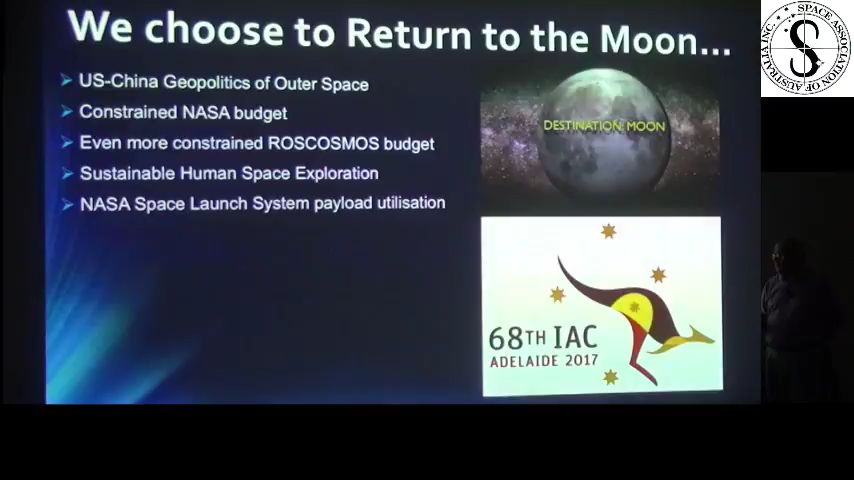 We choose to Return to the Moon...
US-China Geopolitics of Outer Space
Constrained NASA budget
Even more constrained ROSCOSMOS budget
Sustainable Human Space Exploration
NASA Space Launch System payload utilisation
DESTINATION: MOON
68TH IAC
ADELAIDE 2017
SPACE ASSOCIATION OF AUSTRALIA INC.
S